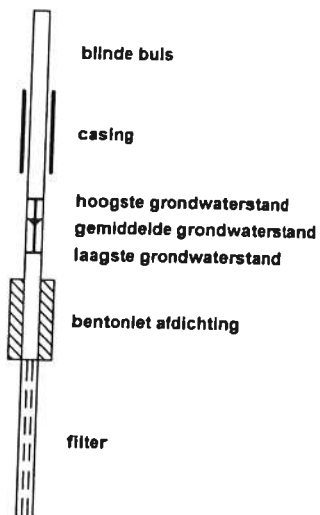 blinde buis
casing
hoogste grondwaterstand
gemiddelde grondwaterstand
laagste grondwaterstand
bentoniet afdichting
filter